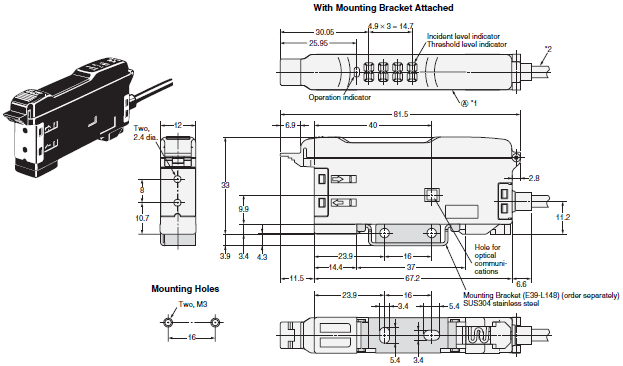 With Mounting Bracket Attached
4.9 × 3 = 14.7
30.05
25.95
Incident level indicator
Threshold level indicator
*2
Operation indicator
Ⓐ *1
81.5
Two,
2.4 dia.
12
6.9
40
8
10.7
33
9.9
2.8
11.2
3.9 3.4 4.3
23.9
16
14.4
37
11.5
67.2
6.6
Hole for
optical
communi-
cations
Mounting Bracket (E39-L148) (order separately)
SUS304 stainless steel
Mounting Holes
Two, M3
16
23.9
16
3.4
5.4
5.4
3.4